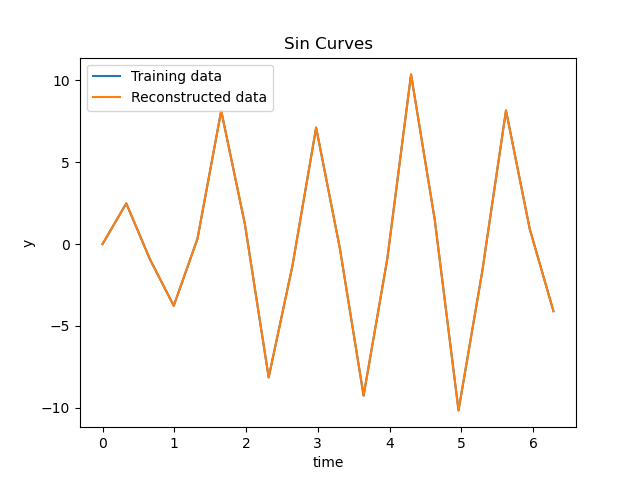 Sin Curves
Training data
Reconstructed data
10
5
0
−5
−10
y
0 1 2 3 4 5 6
time